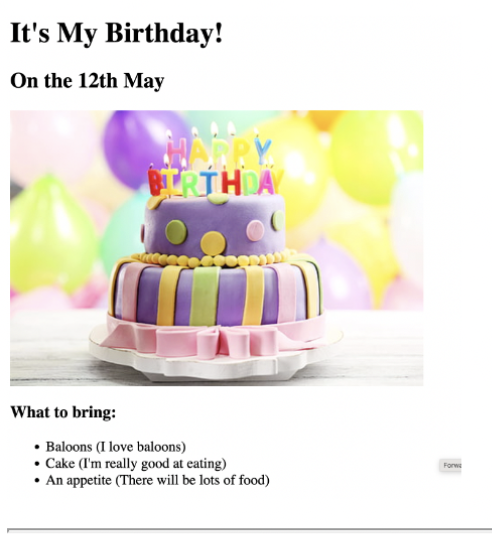 It's My Birthday!
On the 12th May
HAPPY
BIRTHDAY
What to bring:
Baloons (I love baloons)
Cake (I'm really good at eating)
An appetite (There will be lots of food)